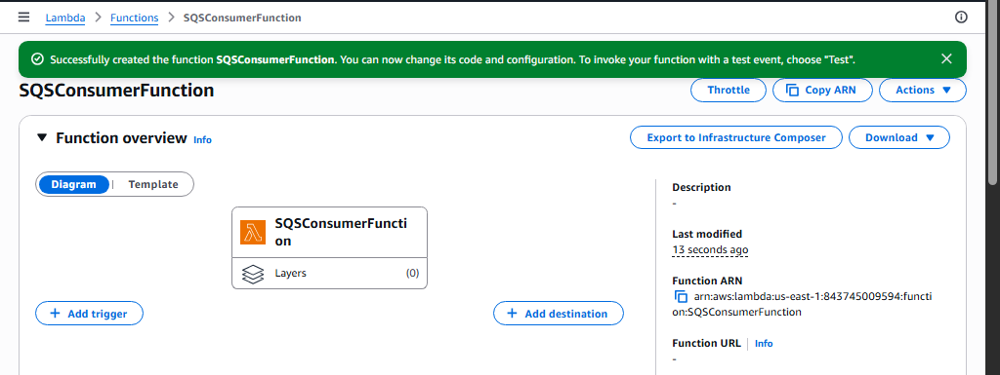 Lambda > Functions > SQSConsumerFunction
Successfully created the function SQSConsumerFunction. You can now change its code and configuration. To invoke your function with a test event, choose "Test".
SQSConsumerFunction
Throttle
Copy ARN
Actions
Function overview Info
Export to Infrastructure Composer
Download
Diagram
Template
SQSConsumerFuncti
on
Layers (0)
+ Add trigger
+ Add destination
Description
-
Last modified
13 seconds ago
Function ARN
arn:aws:lambda:us-east-1:843745009594:functi
on:SQSConsumerFunction
Function URL Info
-